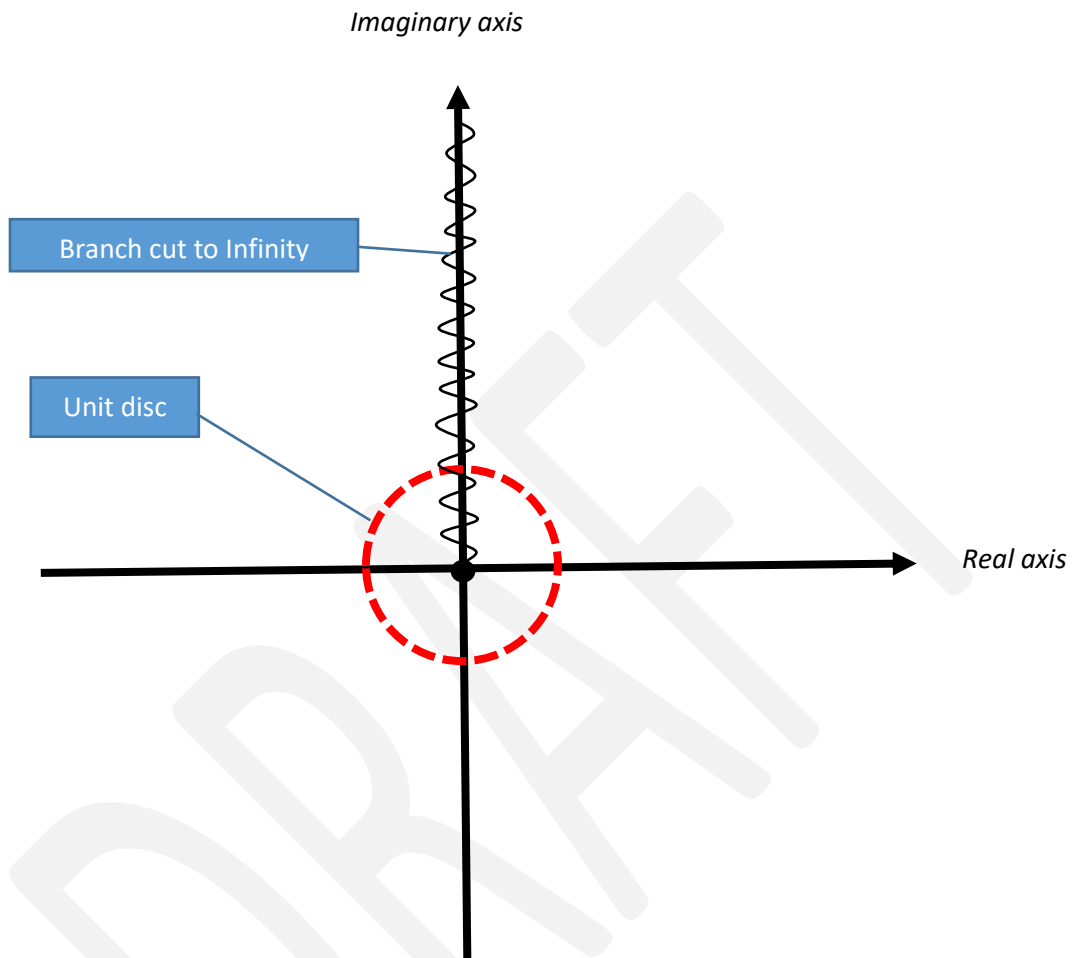 Imaginary axis
Branch cut to Infinity
Unit disc
Real axis
DRAFT